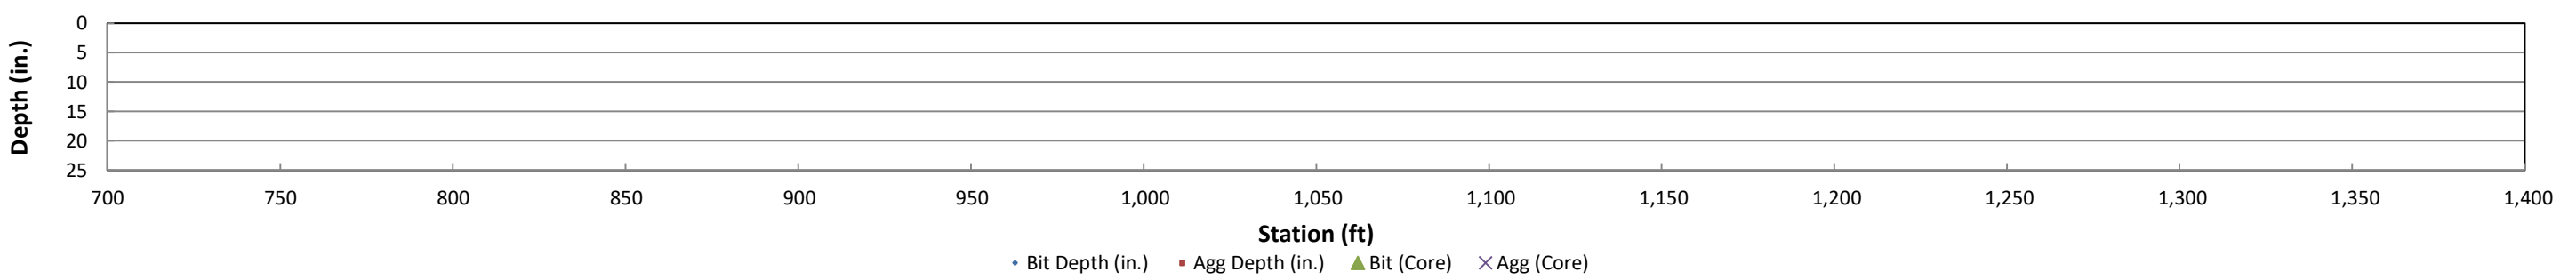 Depth (in.)
0
5
10
15
20
25
700 750 800 850 900 950 1,000 1,050 1,100 1,150 1,200 1,250 1,300 1,350 1,400
Station (ft)
Bit Depth (in.) Agg Depth (in.) Bit (Core) Agg (Core)